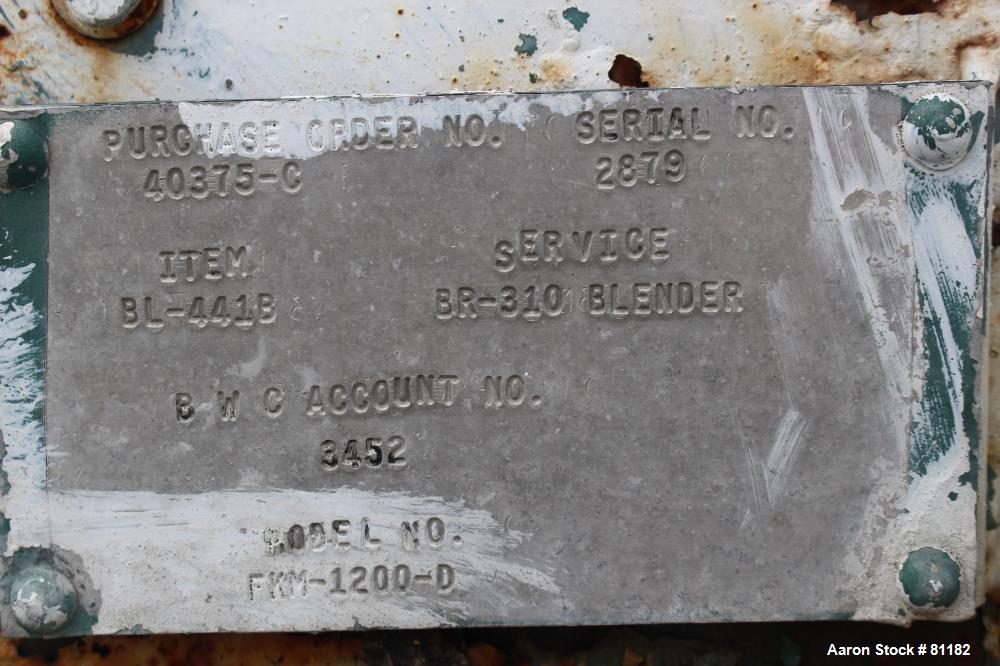 PURCHASE ORDER NO. SERIAL NO.
40375-C 2879
ITEM SERVICE
BL-441B BR-310 BLENDER
B W C ACCOUNT NO.
3452
MODEL NO.
FKM-1200-D
Aaron Stock # 81182